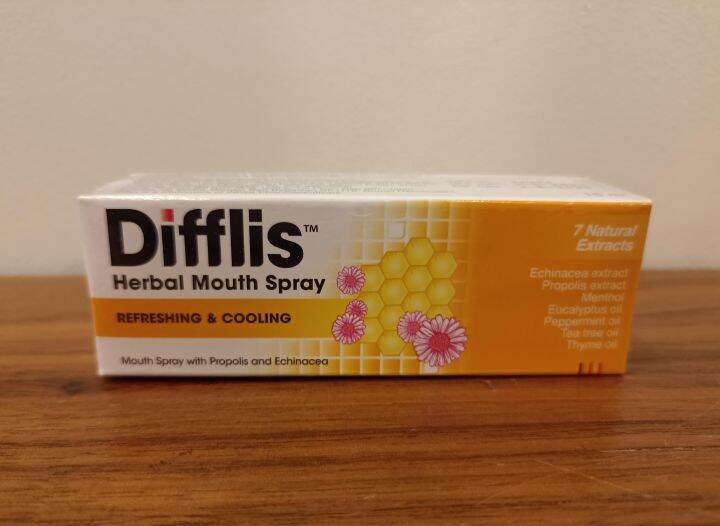 Difflis™
Herbal Mouth Spray
REFRESHING & COOLING
Mouth Spray with Propolis and Echinacea
7 Natural
Extracts
Echinacea extract
Propolis extract
Menthol
Eucalyptus oil
Peppermint oil
Tea tree oil
Thyme oil